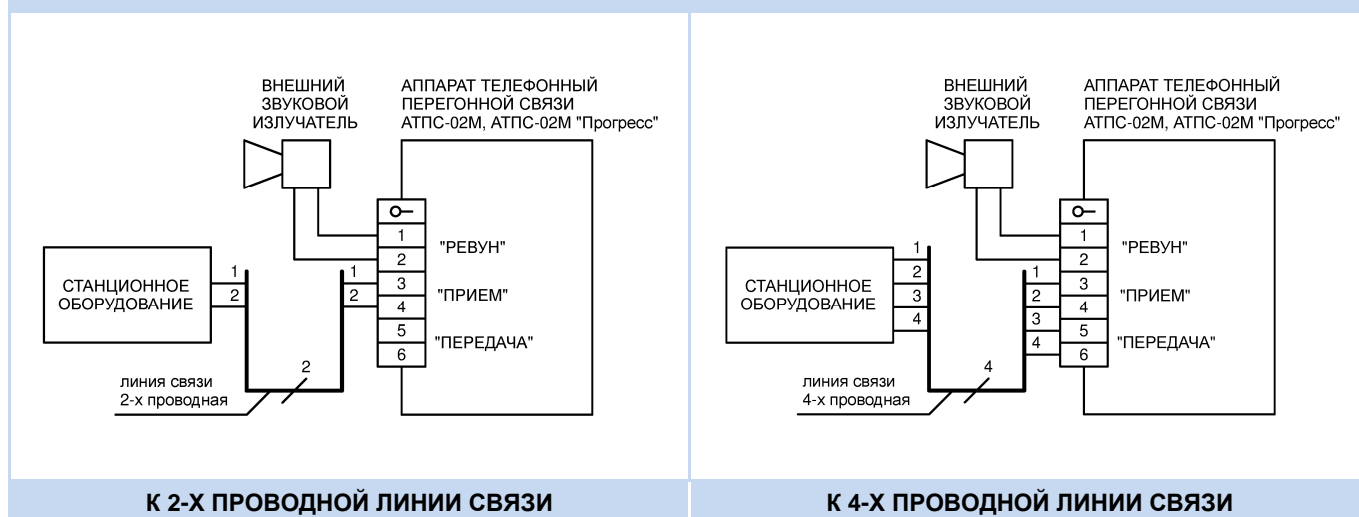 ВНЕШНИЙ
ЗВУКОВОЙ
ИЗЛУЧАТЕЛЬ
АППАРАТ ТЕЛЕФОННЫЙ
ПЕРЕГОННОЙ СВЯЗИ
АТПС-02М, АТПС-02М "Прогресс"
1
2
3
4
5
6
"РЕВУН"
"ПРИЕМ"
"ПЕРЕДАЧА"
СТАНЦИОННОЕ
ОБОРУДОВАНИЕ
1
2
1
2
2
линия связи
2-х проводная
К 2-Х ПРОВОДНОЙ ЛИНИИ СВЯЗИ
ВНЕШНИЙ
ЗВУКОВОЙ
ИЗЛУЧАТЕЛЬ
АППАРАТ ТЕЛЕФОННЫЙ
ПЕРЕГОННОЙ СВЯЗИ
АТПС-02М, АТПС-02М "Прогресс"
1
2
3
4
5
6
"РЕВУН"
"ПРИЕМ"
"ПЕРЕДАЧА"
СТАНЦИОННОЕ
ОБОРУДОВАНИЕ
1
2
3
4
1
2
3
4
4
линия связи
4-х проводная
К 4-Х ПРОВОДНОЙ ЛИНИИ СВЯЗИ